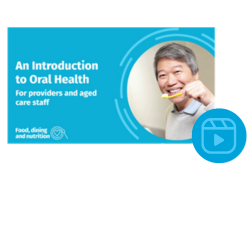 An Introduction
to Oral Health
For providers and aged
care staff
Food, dining
and nutrition